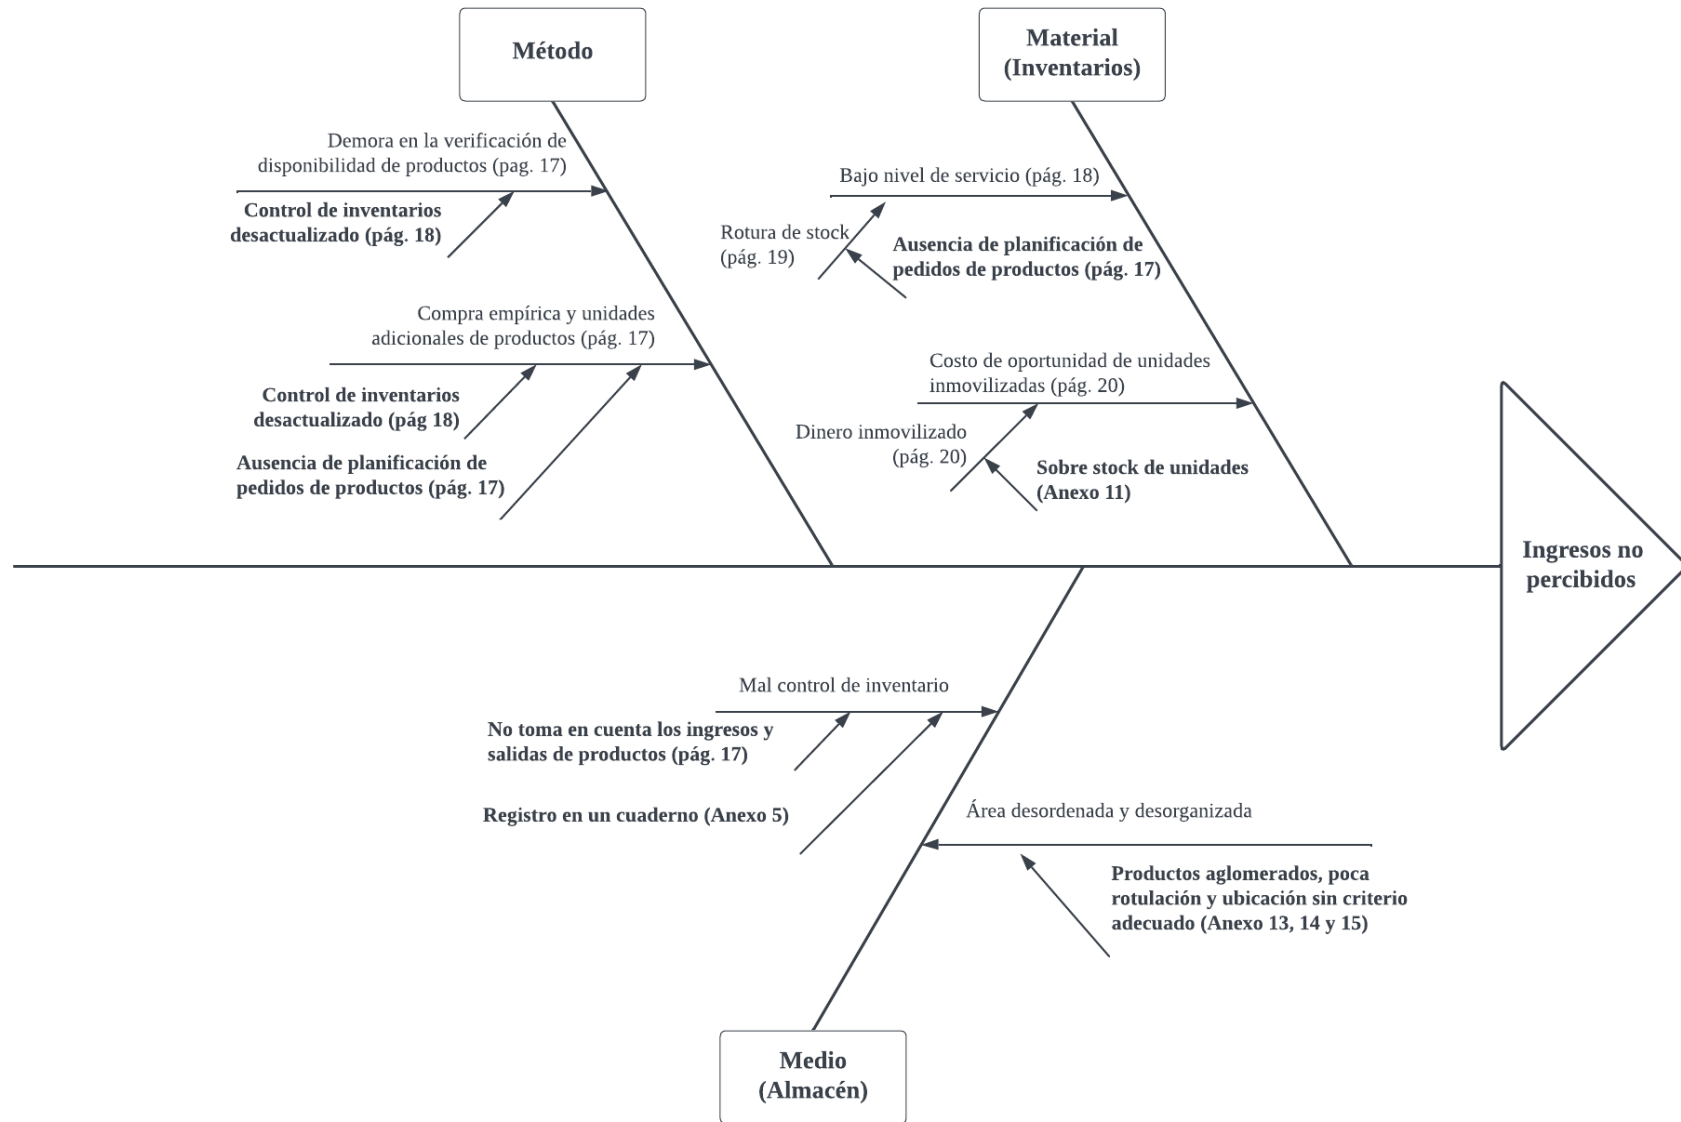 Método
Material
(Inventarios)
Demora en la verificación de
disponibilidad de productos (pag. 17)
Control de inventarios
desactualizado (pág. 18)
Compra empírica y unidades
adicionales de productos (pág. 17)
Control de inventarios
desactualizado (pág 18)
Ausencia de planificación de
pedidos de productos (pág. 17)
Bajo nivel de servicio (pág. 18)
Rotura de stock
(pág. 19)
Ausencia de planificación de
pedidos de productos (pág. 17)
Costo de oportunidad de unidades
inmovilizadas (pág. 20)
Dinero inmovilizado
(pág. 20)
Sobre stock de unidades
(Anexo 11)
Ingresos no
percibidos
Mal control de inventario
No toma en cuenta los ingresos y
salidas de productos (pág. 17)
Registro en un cuaderno (Anexo 5)
Área desordenada y desorganizada
Productos aglomerados, poca
rotulación y ubicación sin criterio
adecuado (Anexo 13, 14 y 15)
Medio
(Almacén)